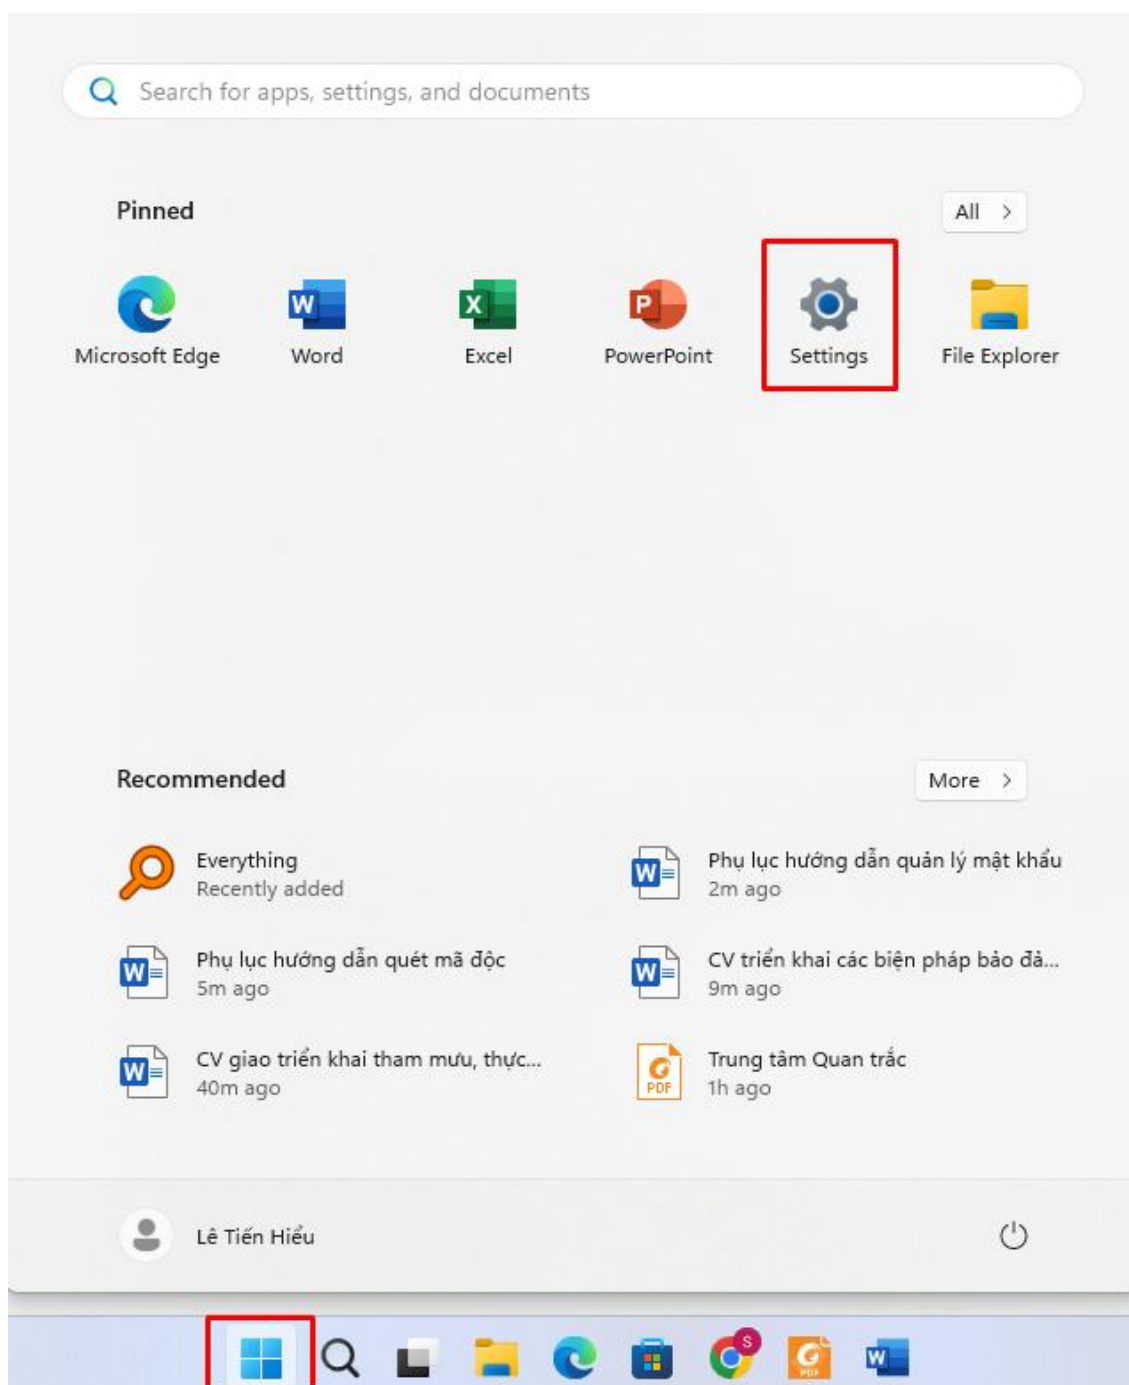 Search for apps, settings, and documents
Pinned
All
Microsoft Edge
Word
Excel
PowerPoint
Settings
File Explorer
Recommended
More
Everything
Recently added
Phụ lục hướng dẫn quản lý mật khẩu
2m ago
Phụ lục hướng dẫn quét mã độc
5m ago
CV triển khai các biện pháp bảo đả...
9m ago
CV giao triển khai tham mưu, thực...
40m ago
Trung tâm Quan trắc
1h ago
Lê Tiến Hiểu